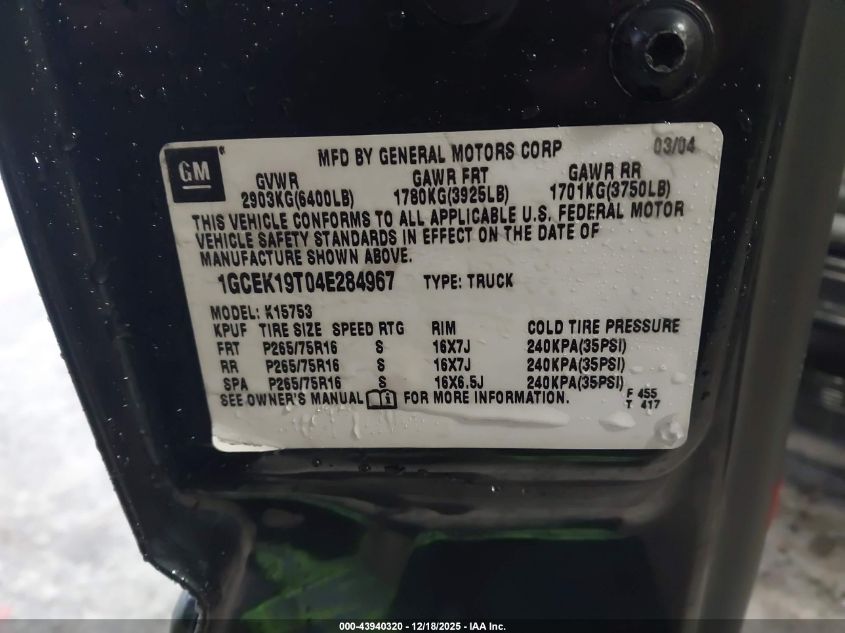 GM
MFD BY GENERAL MOTORS CORP 03/04
GVWR GAWR FRT GAWR RR
2903KG(6400LB) 1780KG(3925LB) 1701KG(3750LB)
THIS VEHICLE CONFORMS TO ALL APPLICABLE U.S. FEDERAL MOTOR
VEHICLE SAFETY STANDARDS IN EFFECT ON THE DATE OF
MANUFACTURE SHOWN ABOVE.
1GCEK19T04E284967 TYPE: TRUCK
MODEL: K15753
KPUF TIRE SIZE SPEED RTG RIM COLD TIRE PRESSURE
FRT P265/75R16 S 16X7J 240KPA(35PSI)
RR P265/75R16 S 16X7J 240KPA(35PSI)
SPA P265/75R16 S 16X6.5J 240KPA(35PSI)
SEE OWNER'S MANUAL i FOR MORE INFORMATION. F 455
T 417
000-43940320 - 12/18/2025 - IAA Inc.